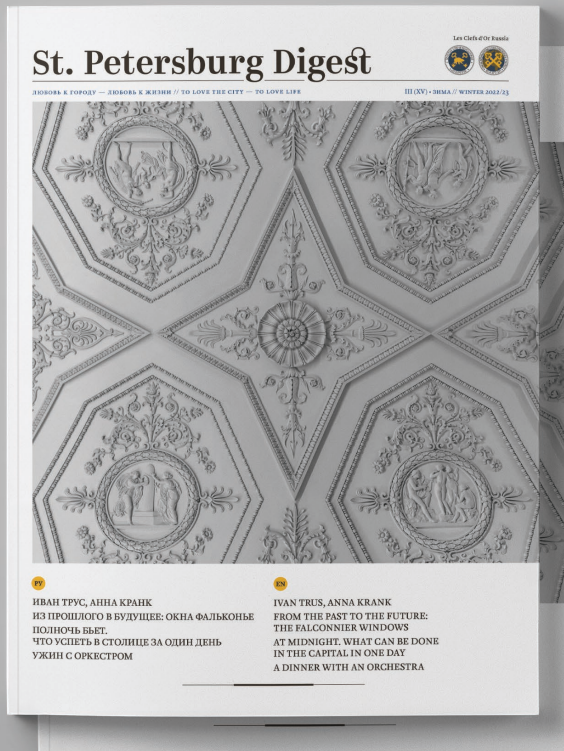 Les Clefs d'Or Russia
St. Petersburg Digest
ЛЮБОВЬ К ГОРОДУ — ЛЮБОВЬ К ЖИЗНИ // TO LOVE THE CITY — TO LOVE LIFE
III (XV) • ЗИМА // WINTER 2022/23
РУ
ИВАН ТРУС, АННА КРАНК
ИЗ ПРОШЛОГО В БУДУЩЕЕ: ОКНА ФАЛЬКОНЬЕ
ПОЛНОЧЬ БЬЕТ.
ЧТО УСПЕТЬ В СТОЛИЦЕ ЗА ОДИН ДЕНЬ
УЖИН С ОРКЕСТРОМ
EN
IVAN TRUS, ANNA KRANK
FROM THE PAST TO THE FUTURE:
THE FALCONNIER WINDOWS
AT MIDNIGHT. WHAT CAN BE DONE
IN THE CAPITAL IN ONE DAY
A DINNER WITH AN ORCHESTRA